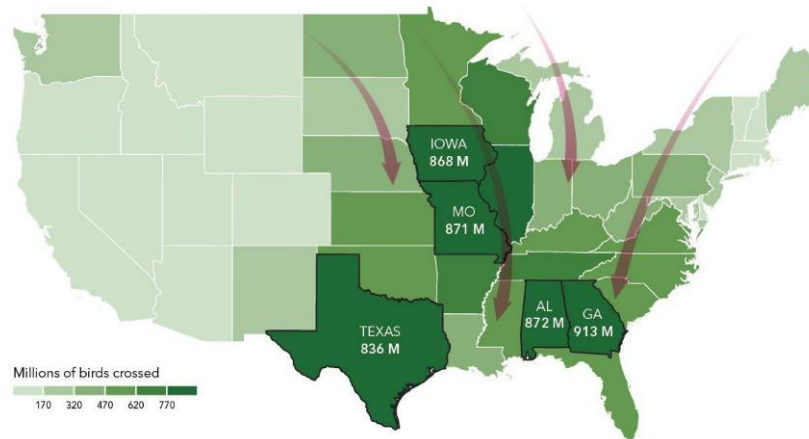 IOWA
868 M
MO
871 M
AL
872 M
GA
913 M
TEXAS
836 M
Millions of birds crossed
170 320 470 620 770